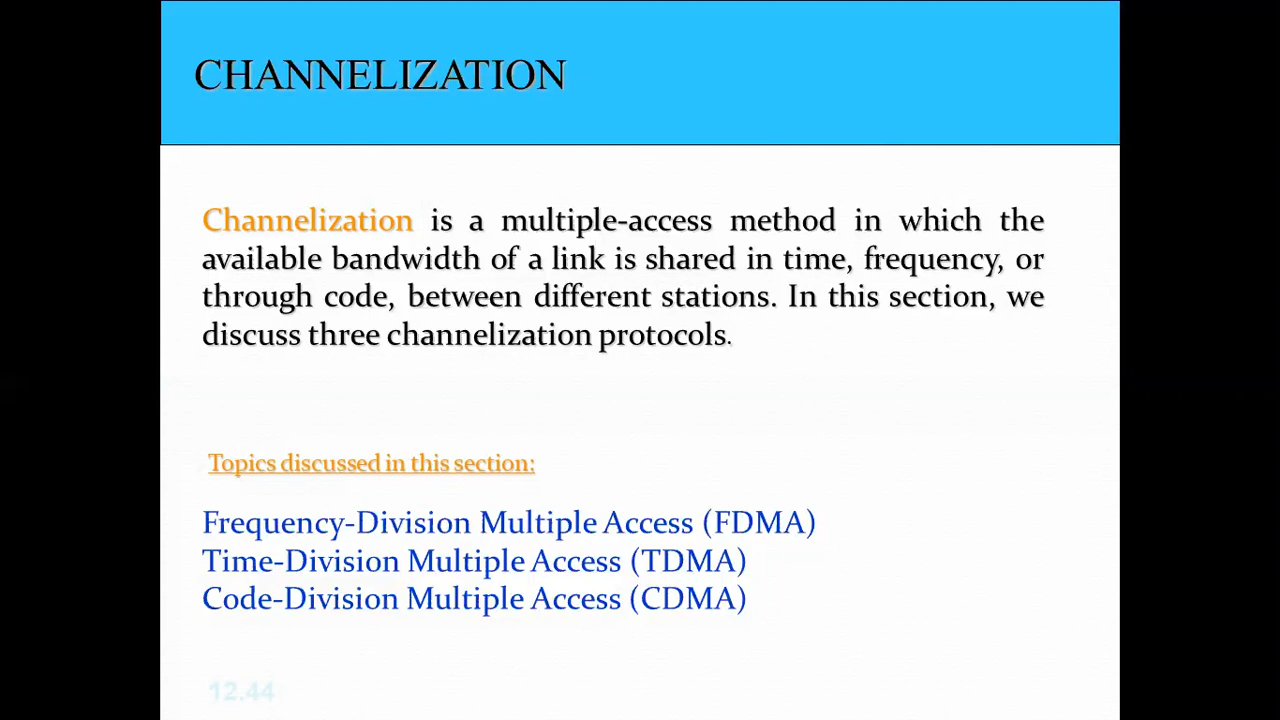 CHANNELIZATION
Channelization is a multiple-access method in which the
available bandwidth of a link is shared in time, frequency, or
through code, between different stations. In this section, we
discuss three channelization protocols.
Topics discussed in this section:
Frequency-Division Multiple Access (FDMA)
Time-Division Multiple Access (TDMA)
Code-Division Multiple Access (CDMA)
12.44